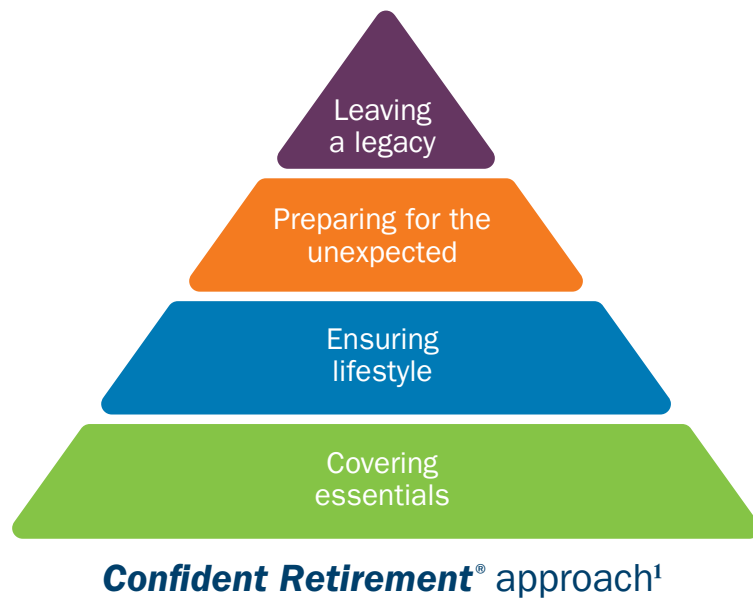 Leaving
a legacy
Preparing for the
unexpected
Ensuring
lifestyle
Covering
essentials
Confident Retirement® approach¹